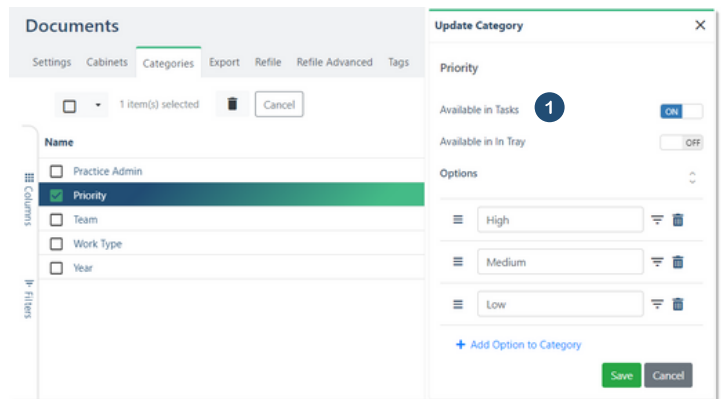 Documents
Settings Cabinets Categories Export Refile Refile Advanced Tags
1 item(s) selected Cancel
Name
Practice Admin
Priority
Team
Work Type
Year
Columns
Filters
Update Category
Priority
Available in Tasks 1 ON
Available in In Tray OFF
Options
High
Medium
Low
+ Add Option to Category
Save Cancel